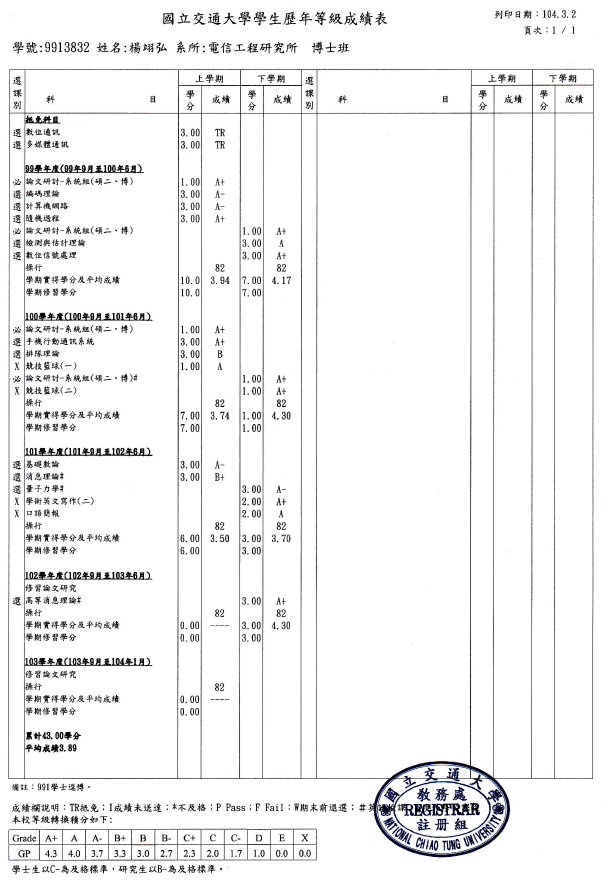 國立交通大學學生歷年等級成績表
列印日期：104.3.2
頁次：1 / 1
學號:9913832 姓名:楊翊弘 系所:電信工程研究所 博士班
選課別 科 目 上學期 下學期 選課別 科 目 上學期 下學期
學分 成績 學分 成績 學分 成績 學分 成績
抵免科目
選 數位通訊 3.00 TR
選 多媒體通訊 3.00 TR
99學年度(99年9月至100年6月)
必 論文研討-系統組(碩二、博) 1.00 A+
選 編碼理論 3.00 A-
選 計算機網路 3.00 A-
選 隨機過程 3.00 A+
必 論文研討-系統組(碩二、博) 1.00 A+
選 檢測與估計理論 3.00 A
選 數位信號處理 3.00 A+
操行 82 82
學期實得學分及平均成績 10.0 3.94 7.00 4.17
學期修習學分 10.0 7.00
100學年度(100年9月至101年6月)
必 論文研討-系統組(碩二、博) 1.00 A+
選 手機行動通訊系統 3.00 A+
選 排隊理論 3.00 B
X 競技籃球(一) 1.00 A
必 論文研討-系統組(碩二、博)# 1.00 A+
X 競技籃球(二) 1.00 A+
操行 82 82
學期實得學分及平均成績 7.00 3.74 1.00 4.30
學期修習學分 7.00 1.00
101學年度(101年9月至102年6月)
選 基礎數論 3.00 A-
選 消息理論# 3.00 B+
選 量子力學# 3.00 A-
X 學術英文寫作(二) 2.00 A+
X 口語簡報 2.00 A
操行 82 82
學期實得學分及平均成績 6.00 3.50 3.00 3.70
學期修習學分 6.00 3.00
102學年度(102年9月至103年6月)
修習論文研究
選 高等消息理論# 3.00 A+
操行 82 82
學期實得學分及平均成績 0.00 ---- 3.00 4.30
學期修習學分 0.00 3.00
103學年度(103年9月至104年1月)
修習論文研究
操行 82
學期實得學分及平均成績 0.00 ----
學期修習學分 0.00
累計43.00學分
平均成績3.89
備註：991學士逕博。
成績欄說明：TR抵免；I成績未送達；*不及格；P Pass；F Fail；W期末前退選；#英
本校等級轉換積分如下:
Grade A+ A A- B+ B B- C+ C C- D E X
GP 4.3 4.0 3.7 3.3 3.0 2.7 2.3 2.0 1.7 1.0 0.0 0.0
學士生以C-為及格標準，研究生以B-為及格標準。
國立交通大學
教務處
REGISTRAR
註冊組
NATIONAL CHIAO TUNG UNIVERSITY